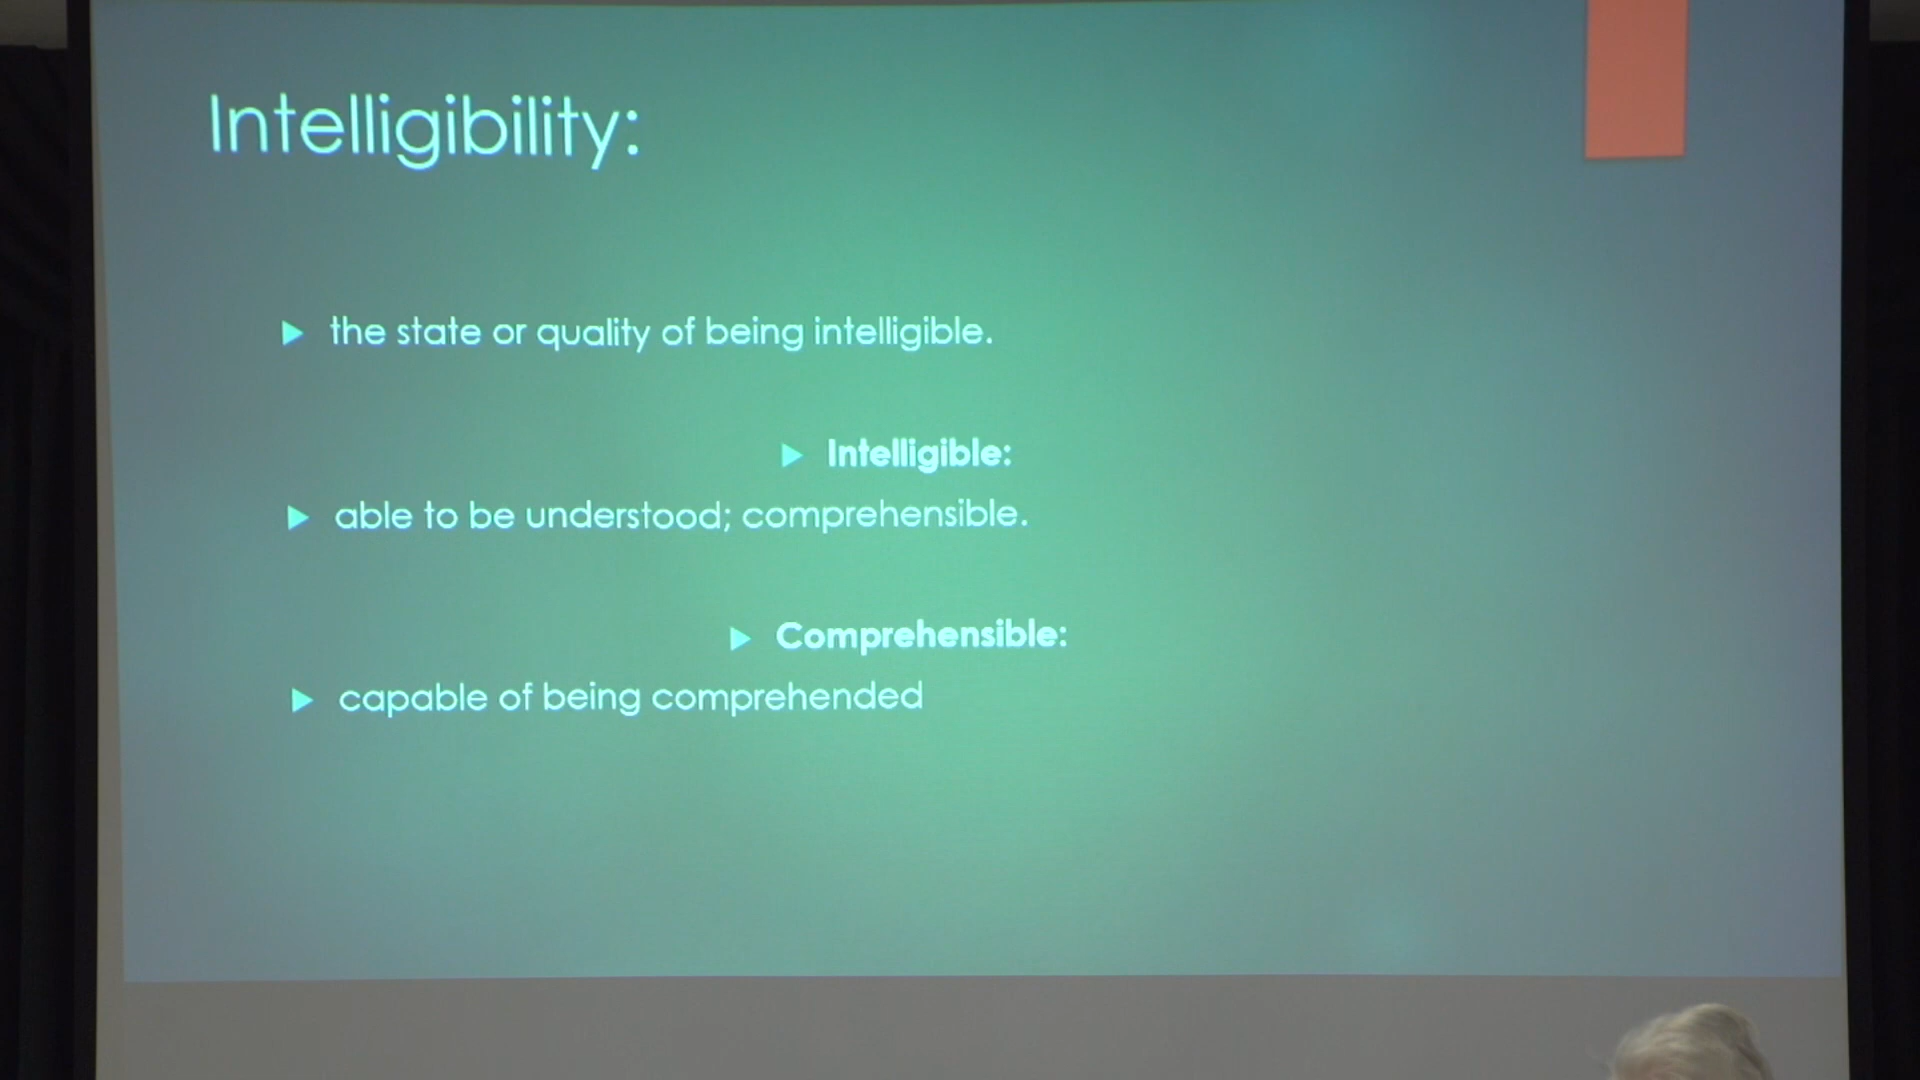 Intelligibility:
the state or quality of being intelligible.
Intelligible:
able to be understood; comprehensible.
Comprehensible:
capable of being comprehended